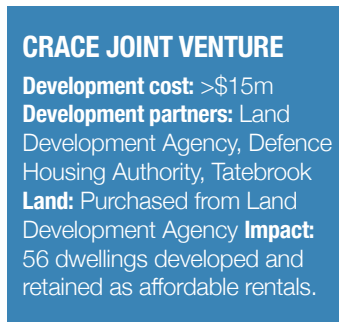 CRACE JOINT VENTURE
Development cost: >$15m
Development partners: Land
Development Agency, Defence
Housing Authority, Tatebrook
Land: Purchased from Land
Development Agency Impact:
56 dwellings developed and
retained as affordable rentals.